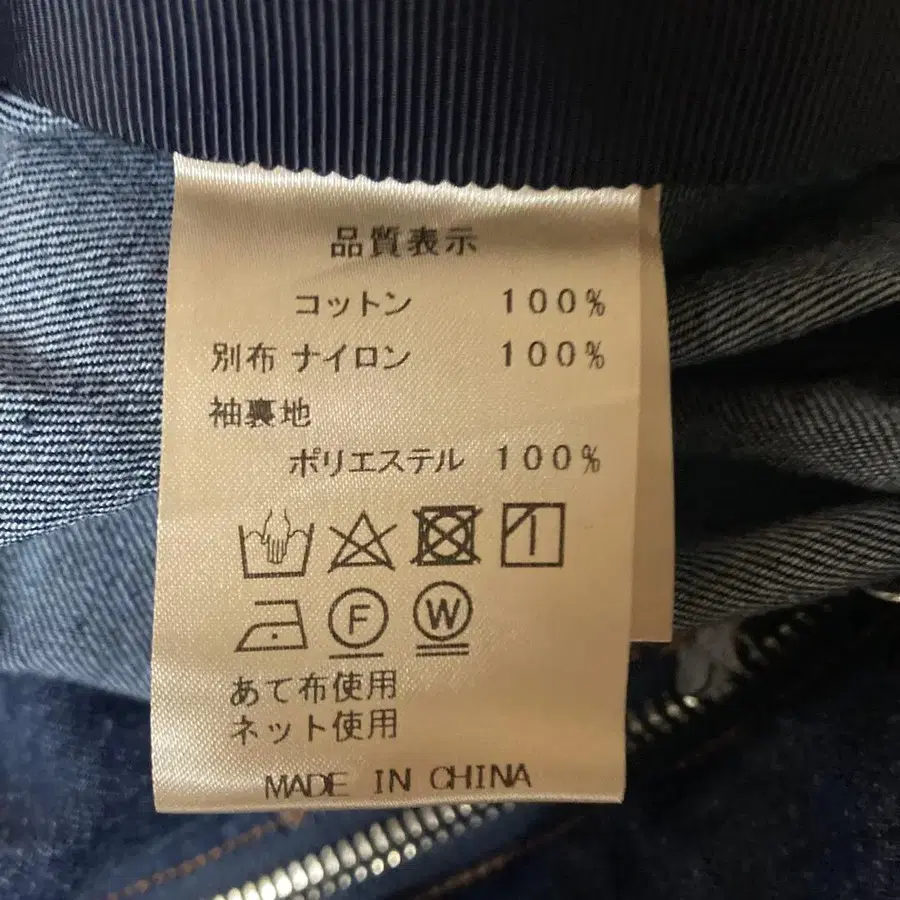 品質表示
コットン 100%
別布 ナイロン 100%
袖裏地
ポリエステル 100%
F W
あて布使用
ネット使用
MADE IN CHINA